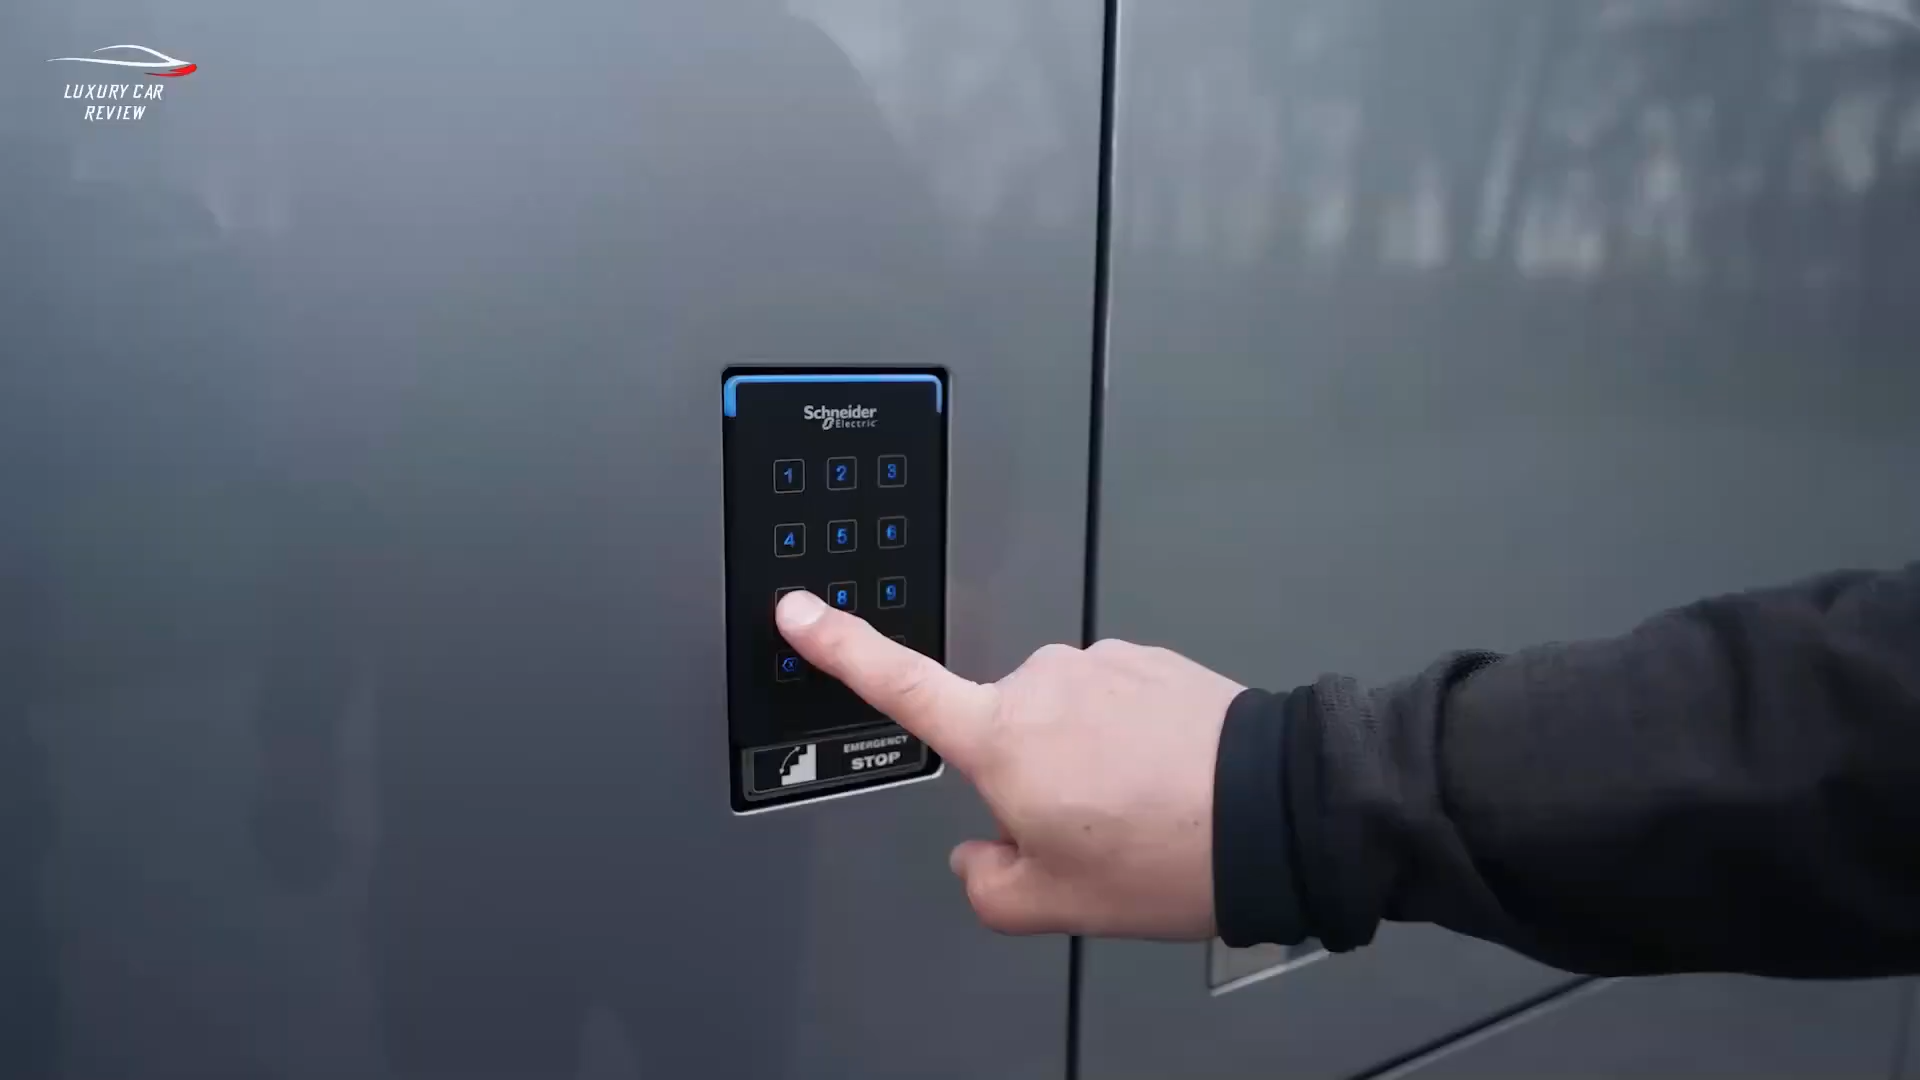 LUXURY CAR
REVIEW
Schneider
Electric
1 2 3
4 5 6
8 9
EMERGENCY
STOP